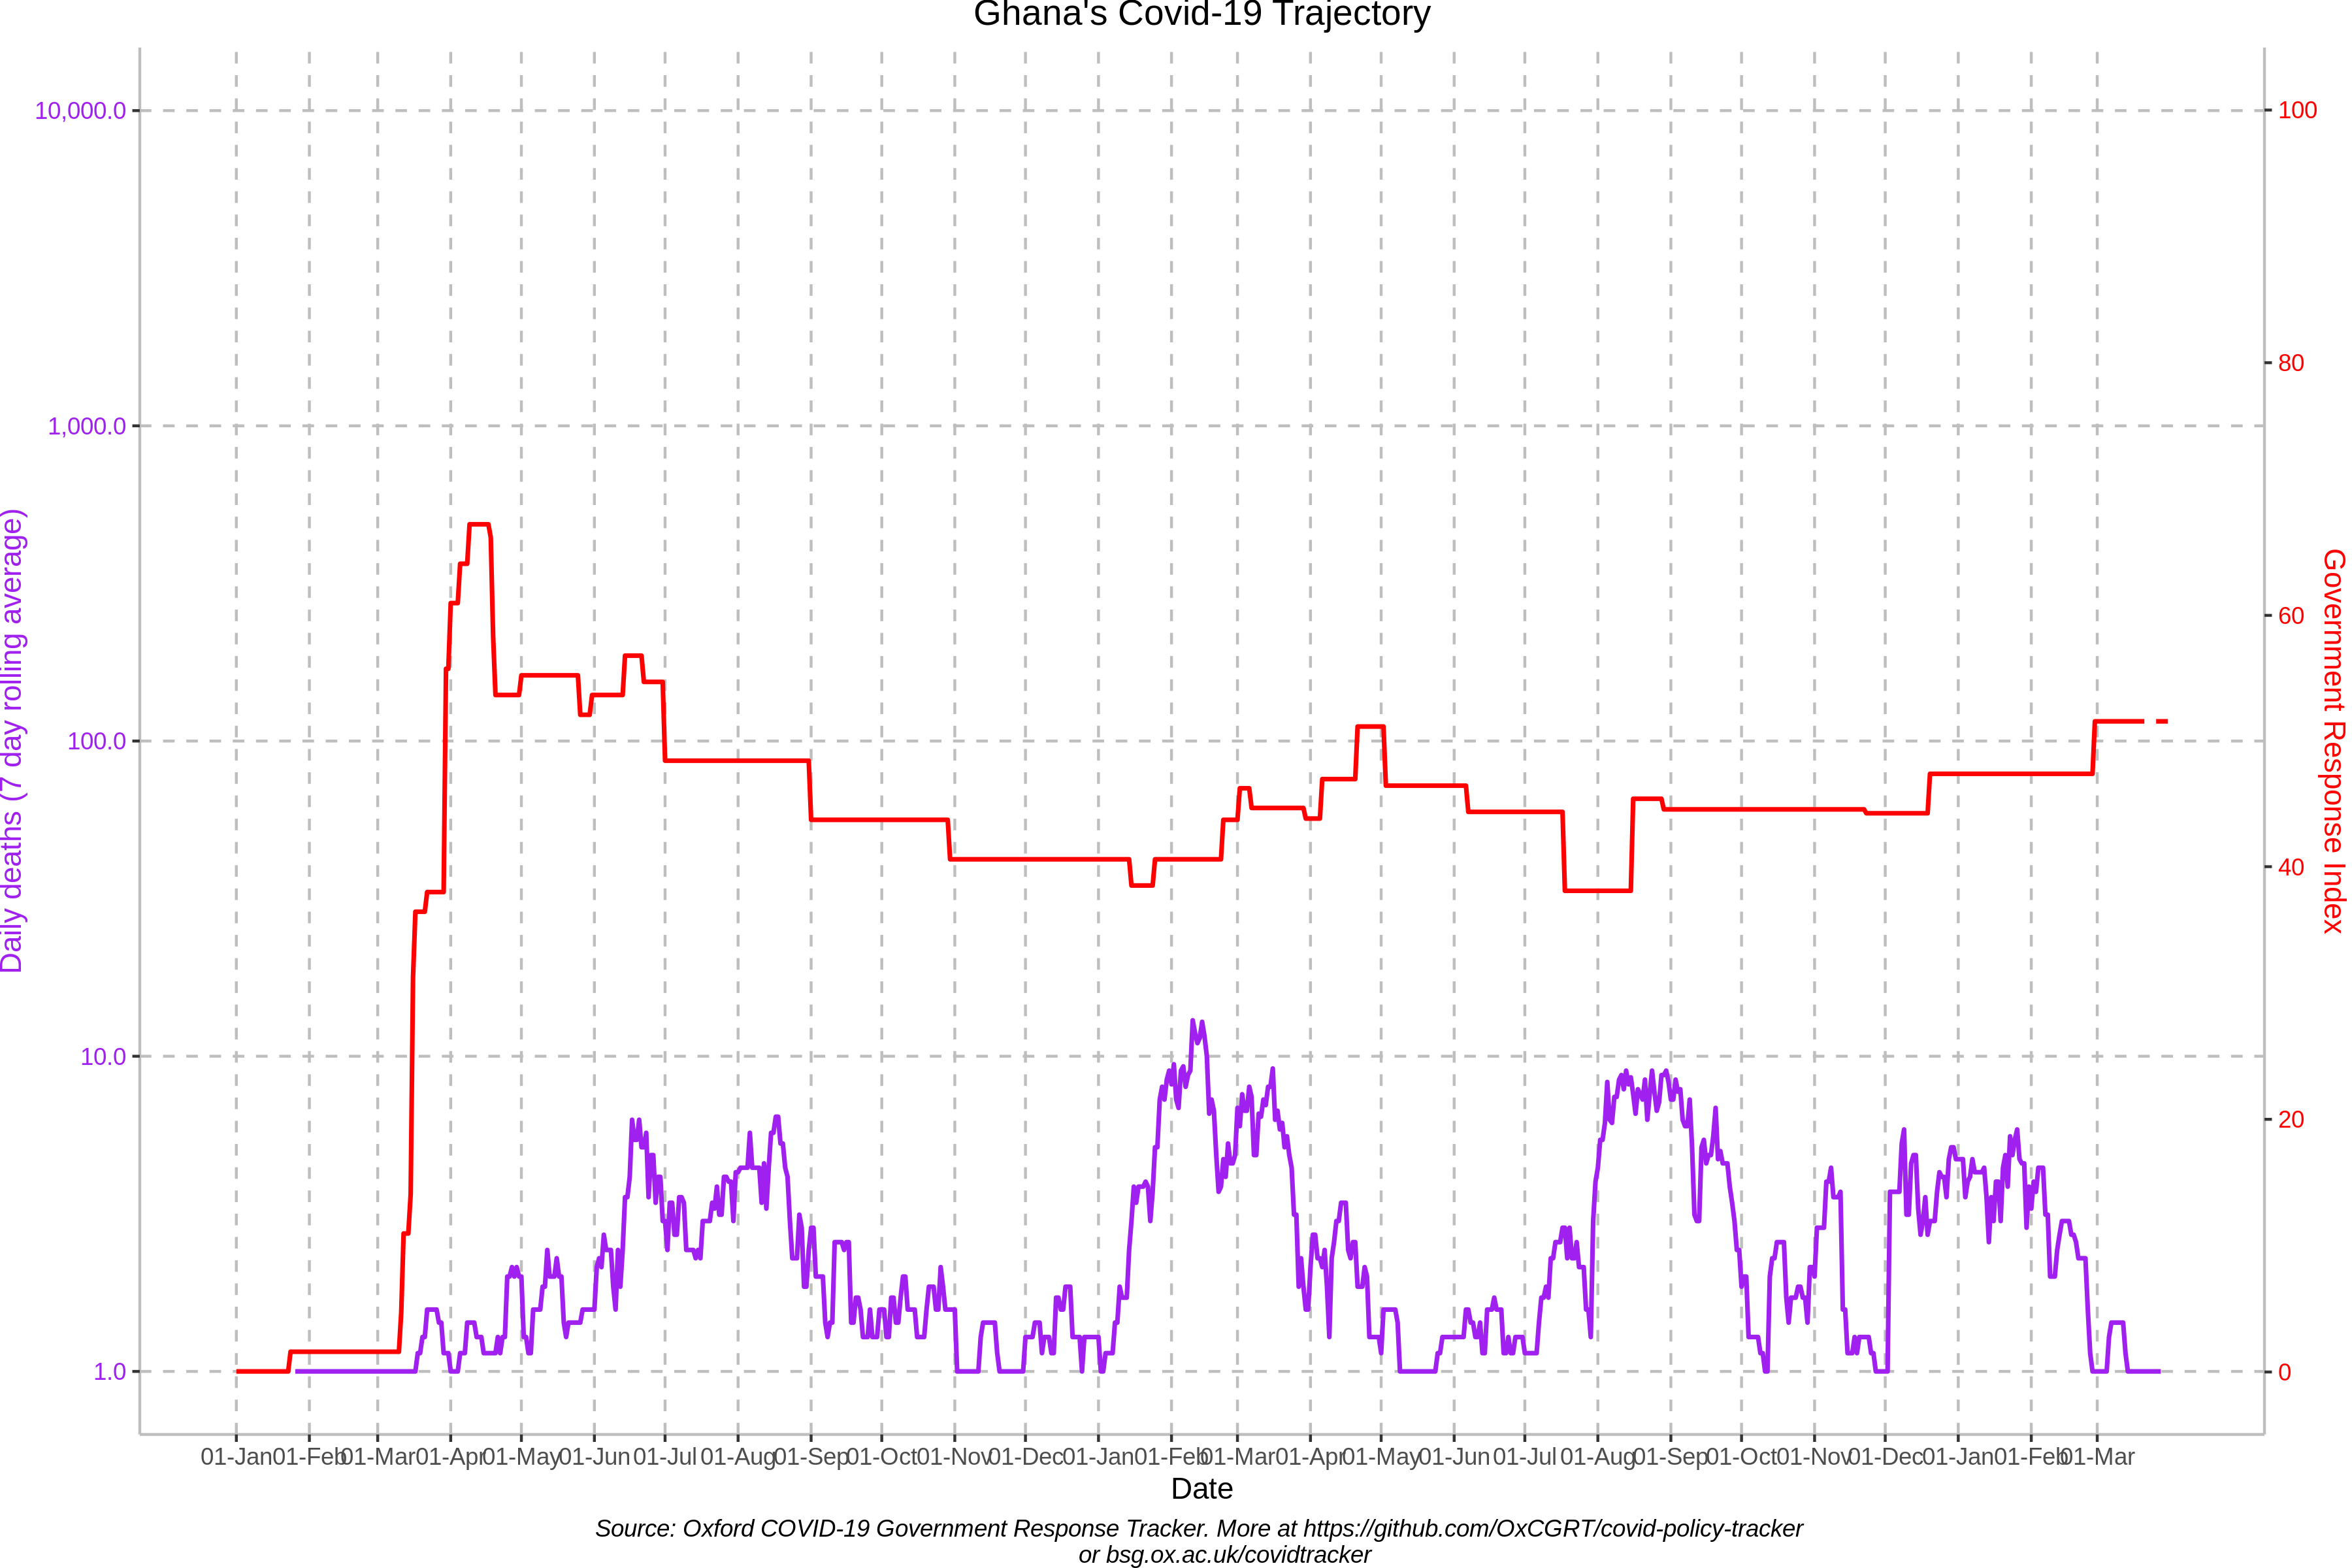 Ghana's Covid-19 Trajectory
10,000.0
1,000.0
100.0
10.0
1.0
Daily deaths (7 day rolling average)
100
80
60
40
20
0
Government Response Index
01-Jan 01-Feb 01-Mar 01-Apr 01-May 01-Jun 01-Jul 01-Aug 01-Sep 01-Oct 01-Nov 01-Dec 01-Jan 01-Feb 01-Mar 01-Apr 01-May 01-Jun 01-Jul 01-Aug 01-Sep 01-Oct 01-Nov 01-Dec 01-Jan 01-Feb 01-Mar
Date
Source: Oxford COVID-19 Government Response Tracker. More at https://github.com/OxCGRT/covid-policy-tracker
or bsg.ox.ac.uk/covidtracker